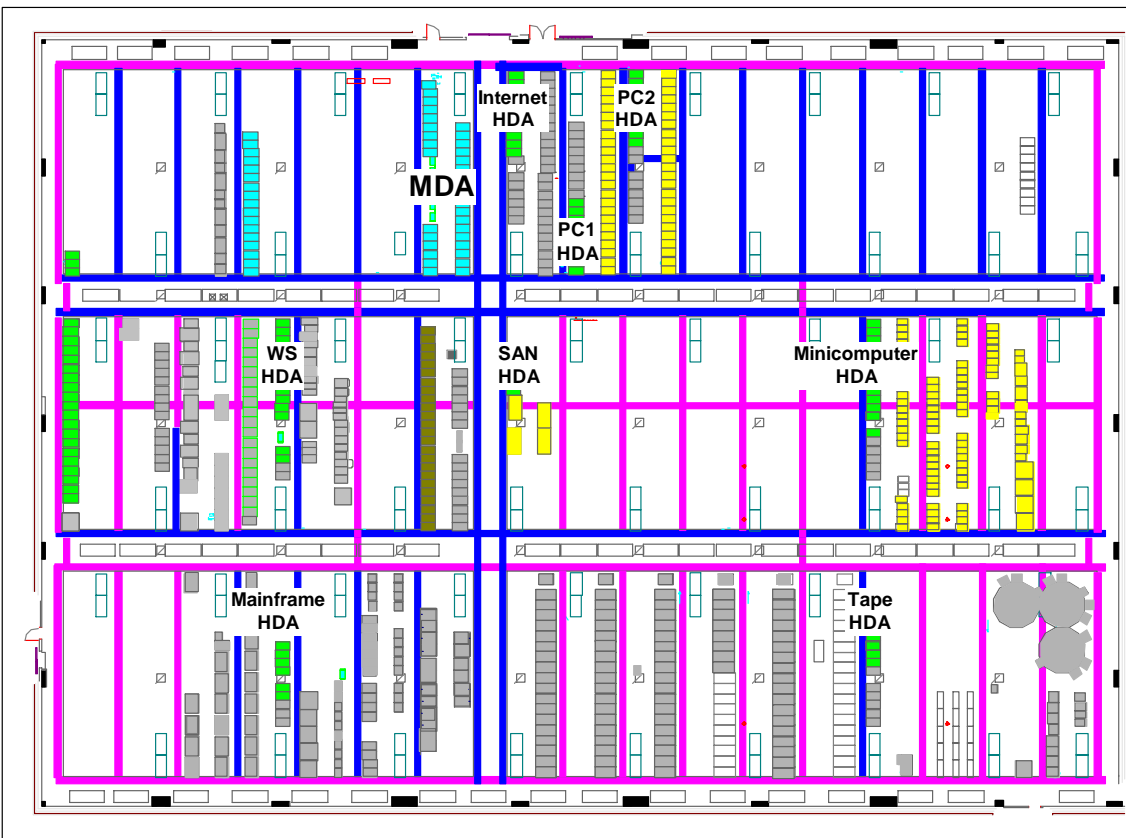 Internet
HDA
PC2
HDA
MDA
PC1
HDA
WS
HDA
SAN
HDA
Minicomputer
HDA
Mainframe
HDA
Tape
HDA